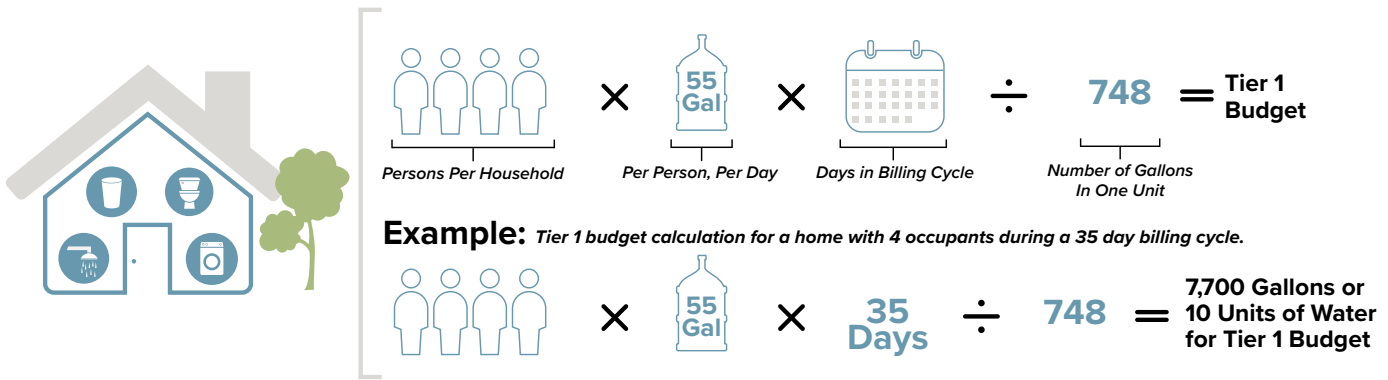 55
Gal
×
×
÷
748
=
Tier 1
Budget
Persons Per Household
Per Person, Per Day
Days in Billing Cycle
Number of Gallons
In One Unit
Example: Tier 1 budget calculation for a home with 4 occupants during a 35 day billing cycle.
×
55
Gal
×
35
Days
÷
748
=
7,700 Gallons or
10 Units of Water
for Tier 1 Budget